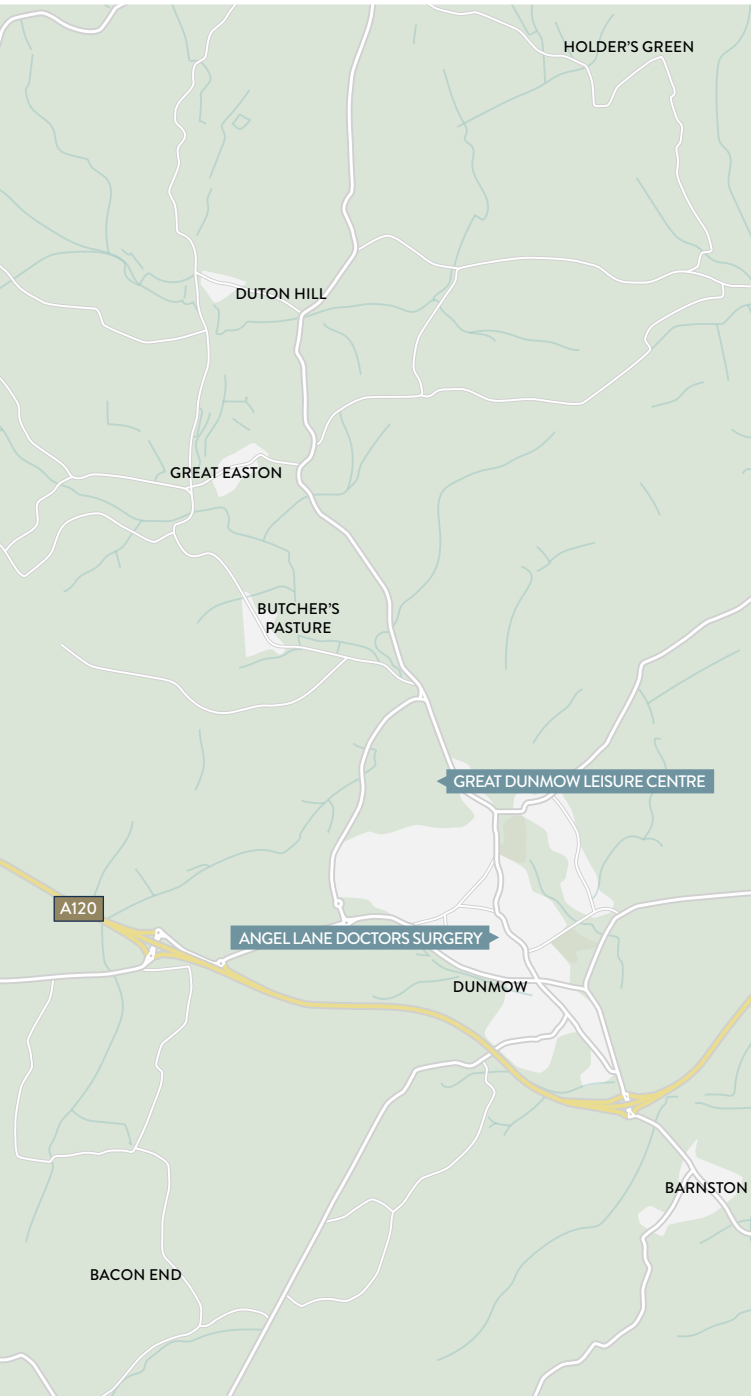 HOLDER'S GREEN
DUTON HILL
GREAT EASTON
BUTCHER'S
PASTURE
GREAT DUNMOW LEISURE CENTRE
A120
ANGEL LANE DOCTORS SURGERY
DUNMOW
BARNSTON
BACON END